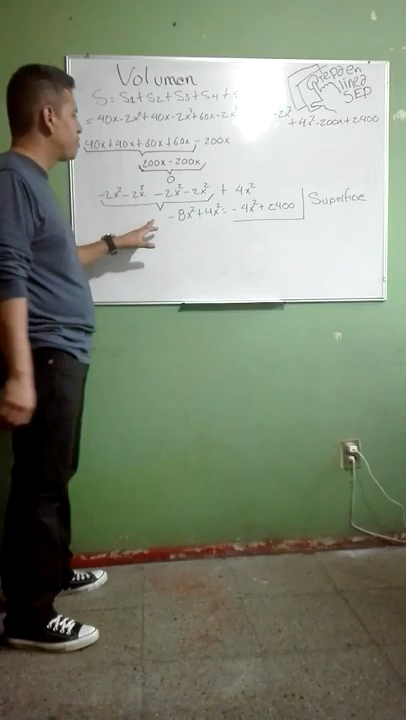 Volumen
Prepa en
línea
SEP
S: S1+S2+S3+S4+:
= 40x-2x²+40x-2x²+60x-2x² -2x²
+4x²-200x+2400
40x+40x+60x+60x-200x
200x-200x
0
-2x²-2x² -2x²-2x² + 4x²
-8x²+4x²= -4x²+2400 Superficie